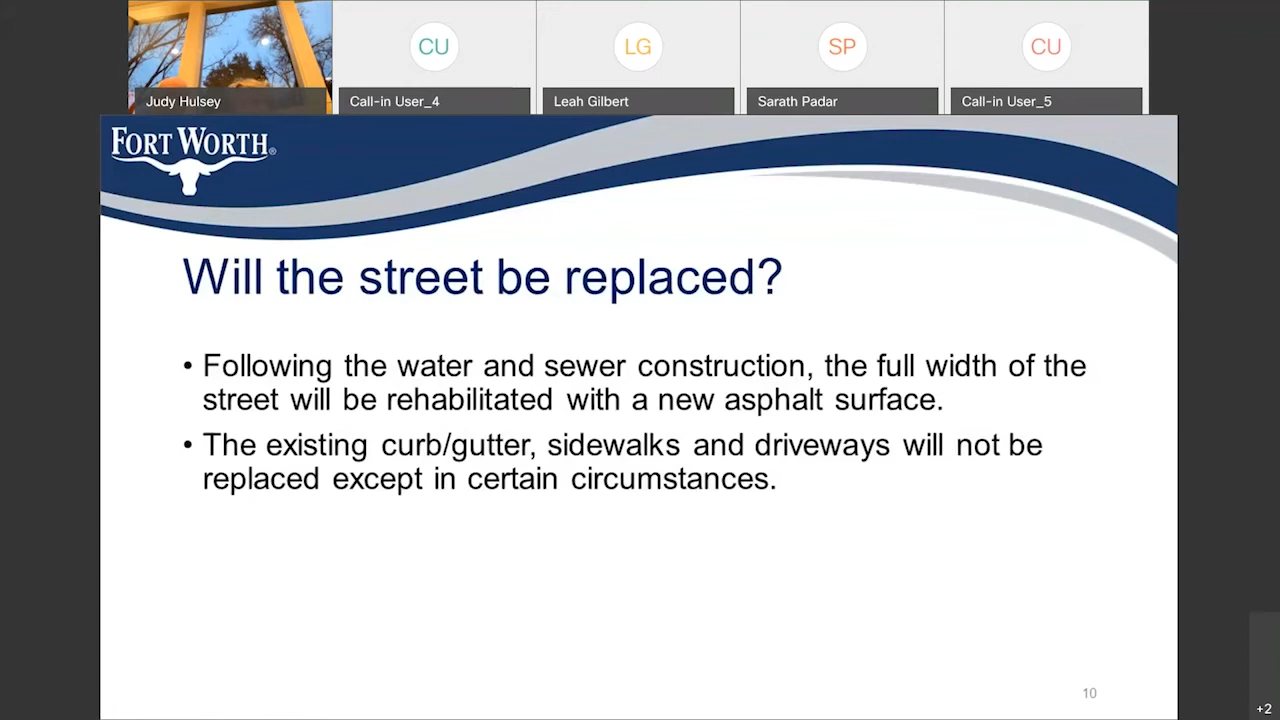 CU
LG
SP
CU
Judy Hulsey
Call-in User_4
Leah Gilbert
Sarath Padar
Call-in User_5
FORT WORTH®
Will the street be replaced?
• Following the water and sewer construction, the full width of the
street will be rehabilitated with a new asphalt surface.
• The existing curb/gutter, sidewalks and driveways will not be
replaced except in certain circumstances.
10
+2